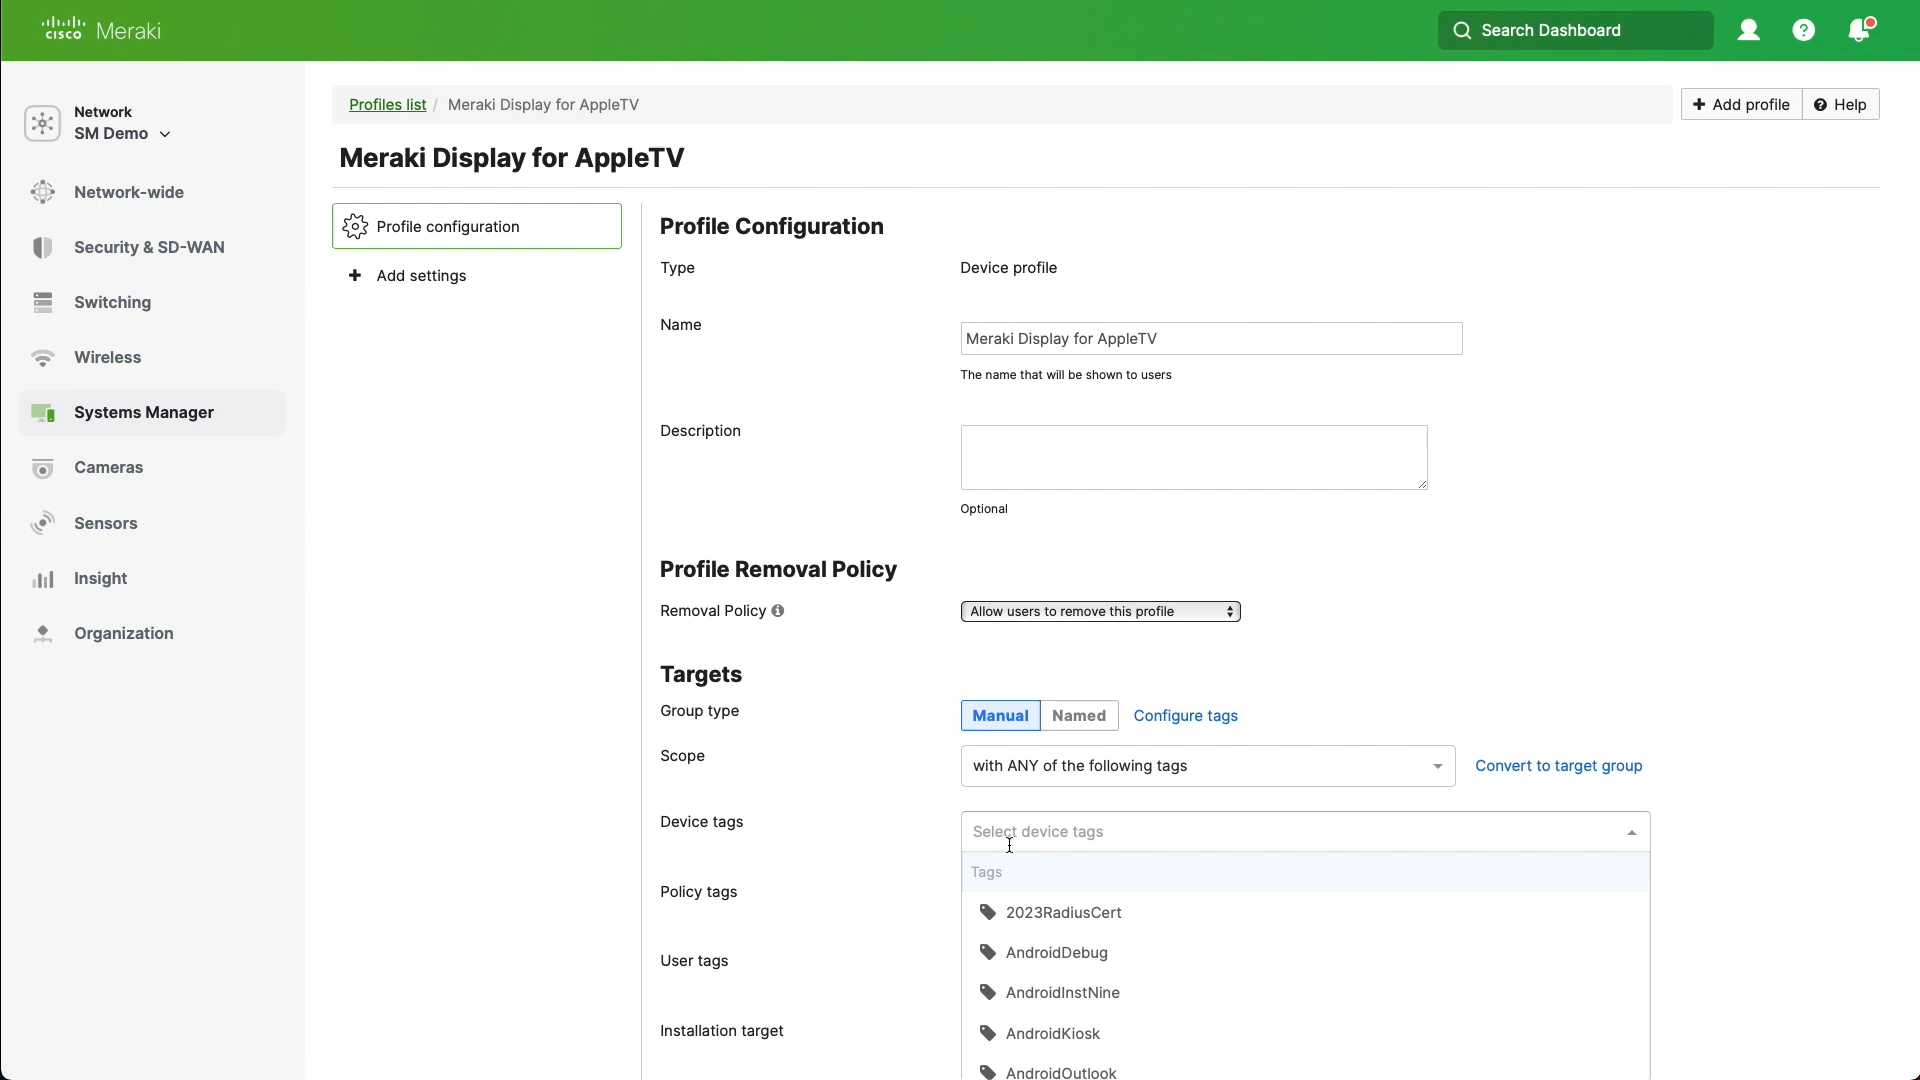 cisco Meraki
Search Dashboard
Network
SM Demo
Network-wide
Security & SD-WAN
Switching
Wireless
Systems Manager
Cameras
Sensors
Insight
Organization
Profiles list / Meraki Display for AppleTV
Add profile
Help
Meraki Display for AppleTV
Profile configuration
Add settings
Profile Configuration
Type
Device profile
Name
Meraki Display for AppleTV
The name that will be shown to users
Description
Optional
Profile Removal Policy
Removal Policy
Allow users to remove this profile
Targets
Group type
Manual
Named
Configure tags
Scope
with ANY of the following tags
Convert to target group
Device tags
Select device tags
Tags
Policy tags
2023RadiusCert
AndroidDebug
User tags
AndroidInstNine
Installation target
AndroidKiosk
AndroidOutlook